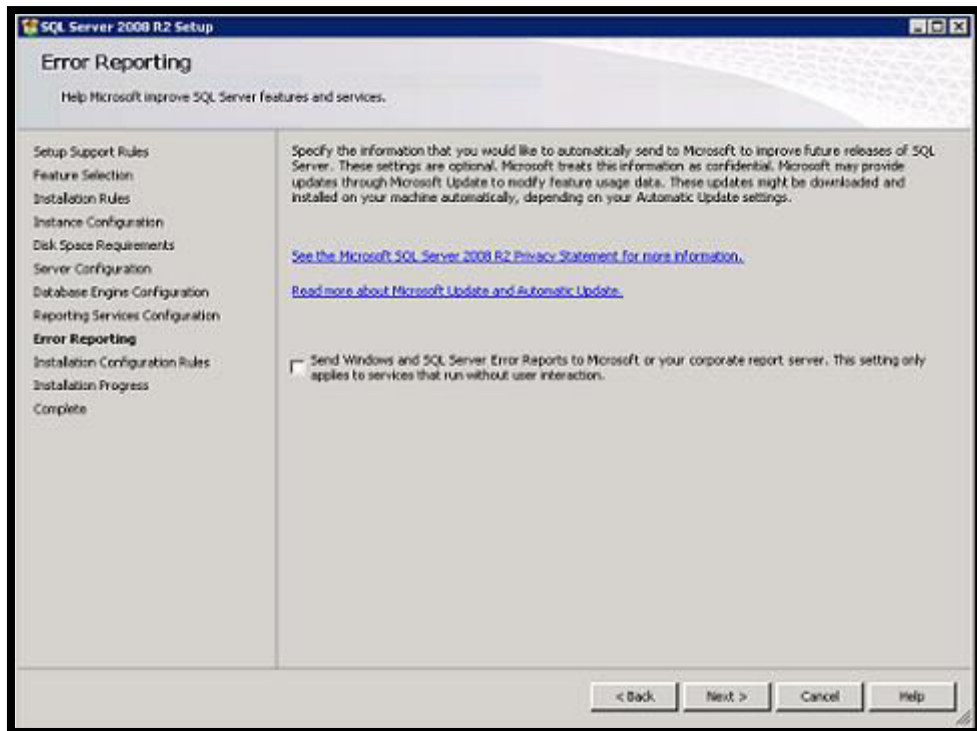 SQL Server 2008 R2 Setup
Error Reporting
Help Microsoft improve SQL Server features and services.
Setup Support Rules
Feature Selection
Installation Rules
Instance Configuration
Disk Space Requirements
Server Configuration
Database Engine Configuration
Reporting Services Configuration
Error Reporting
Installation Configuration Rules
Installation Progress
Complete
Specify the information that you would like to automatically send to Microsoft to improve future releases of SQL
Server. These settings are optional. Microsoft treats this information as confidential. Microsoft may provide
updates through Microsoft Update to modify feature usage data. These updates might be downloaded and
installed on your machine automatically, depending on your Automatic Update settings.
See the Microsoft SQL Server 2008 R2 Privacy Statement for more information.
Read more about Microsoft Update and Automatic Update.
Send Windows and SQL Server Error Reports to Microsoft or your corporate report server. This setting only
applies to services that run without user interaction.
< Back
Next >
Cancel
Help